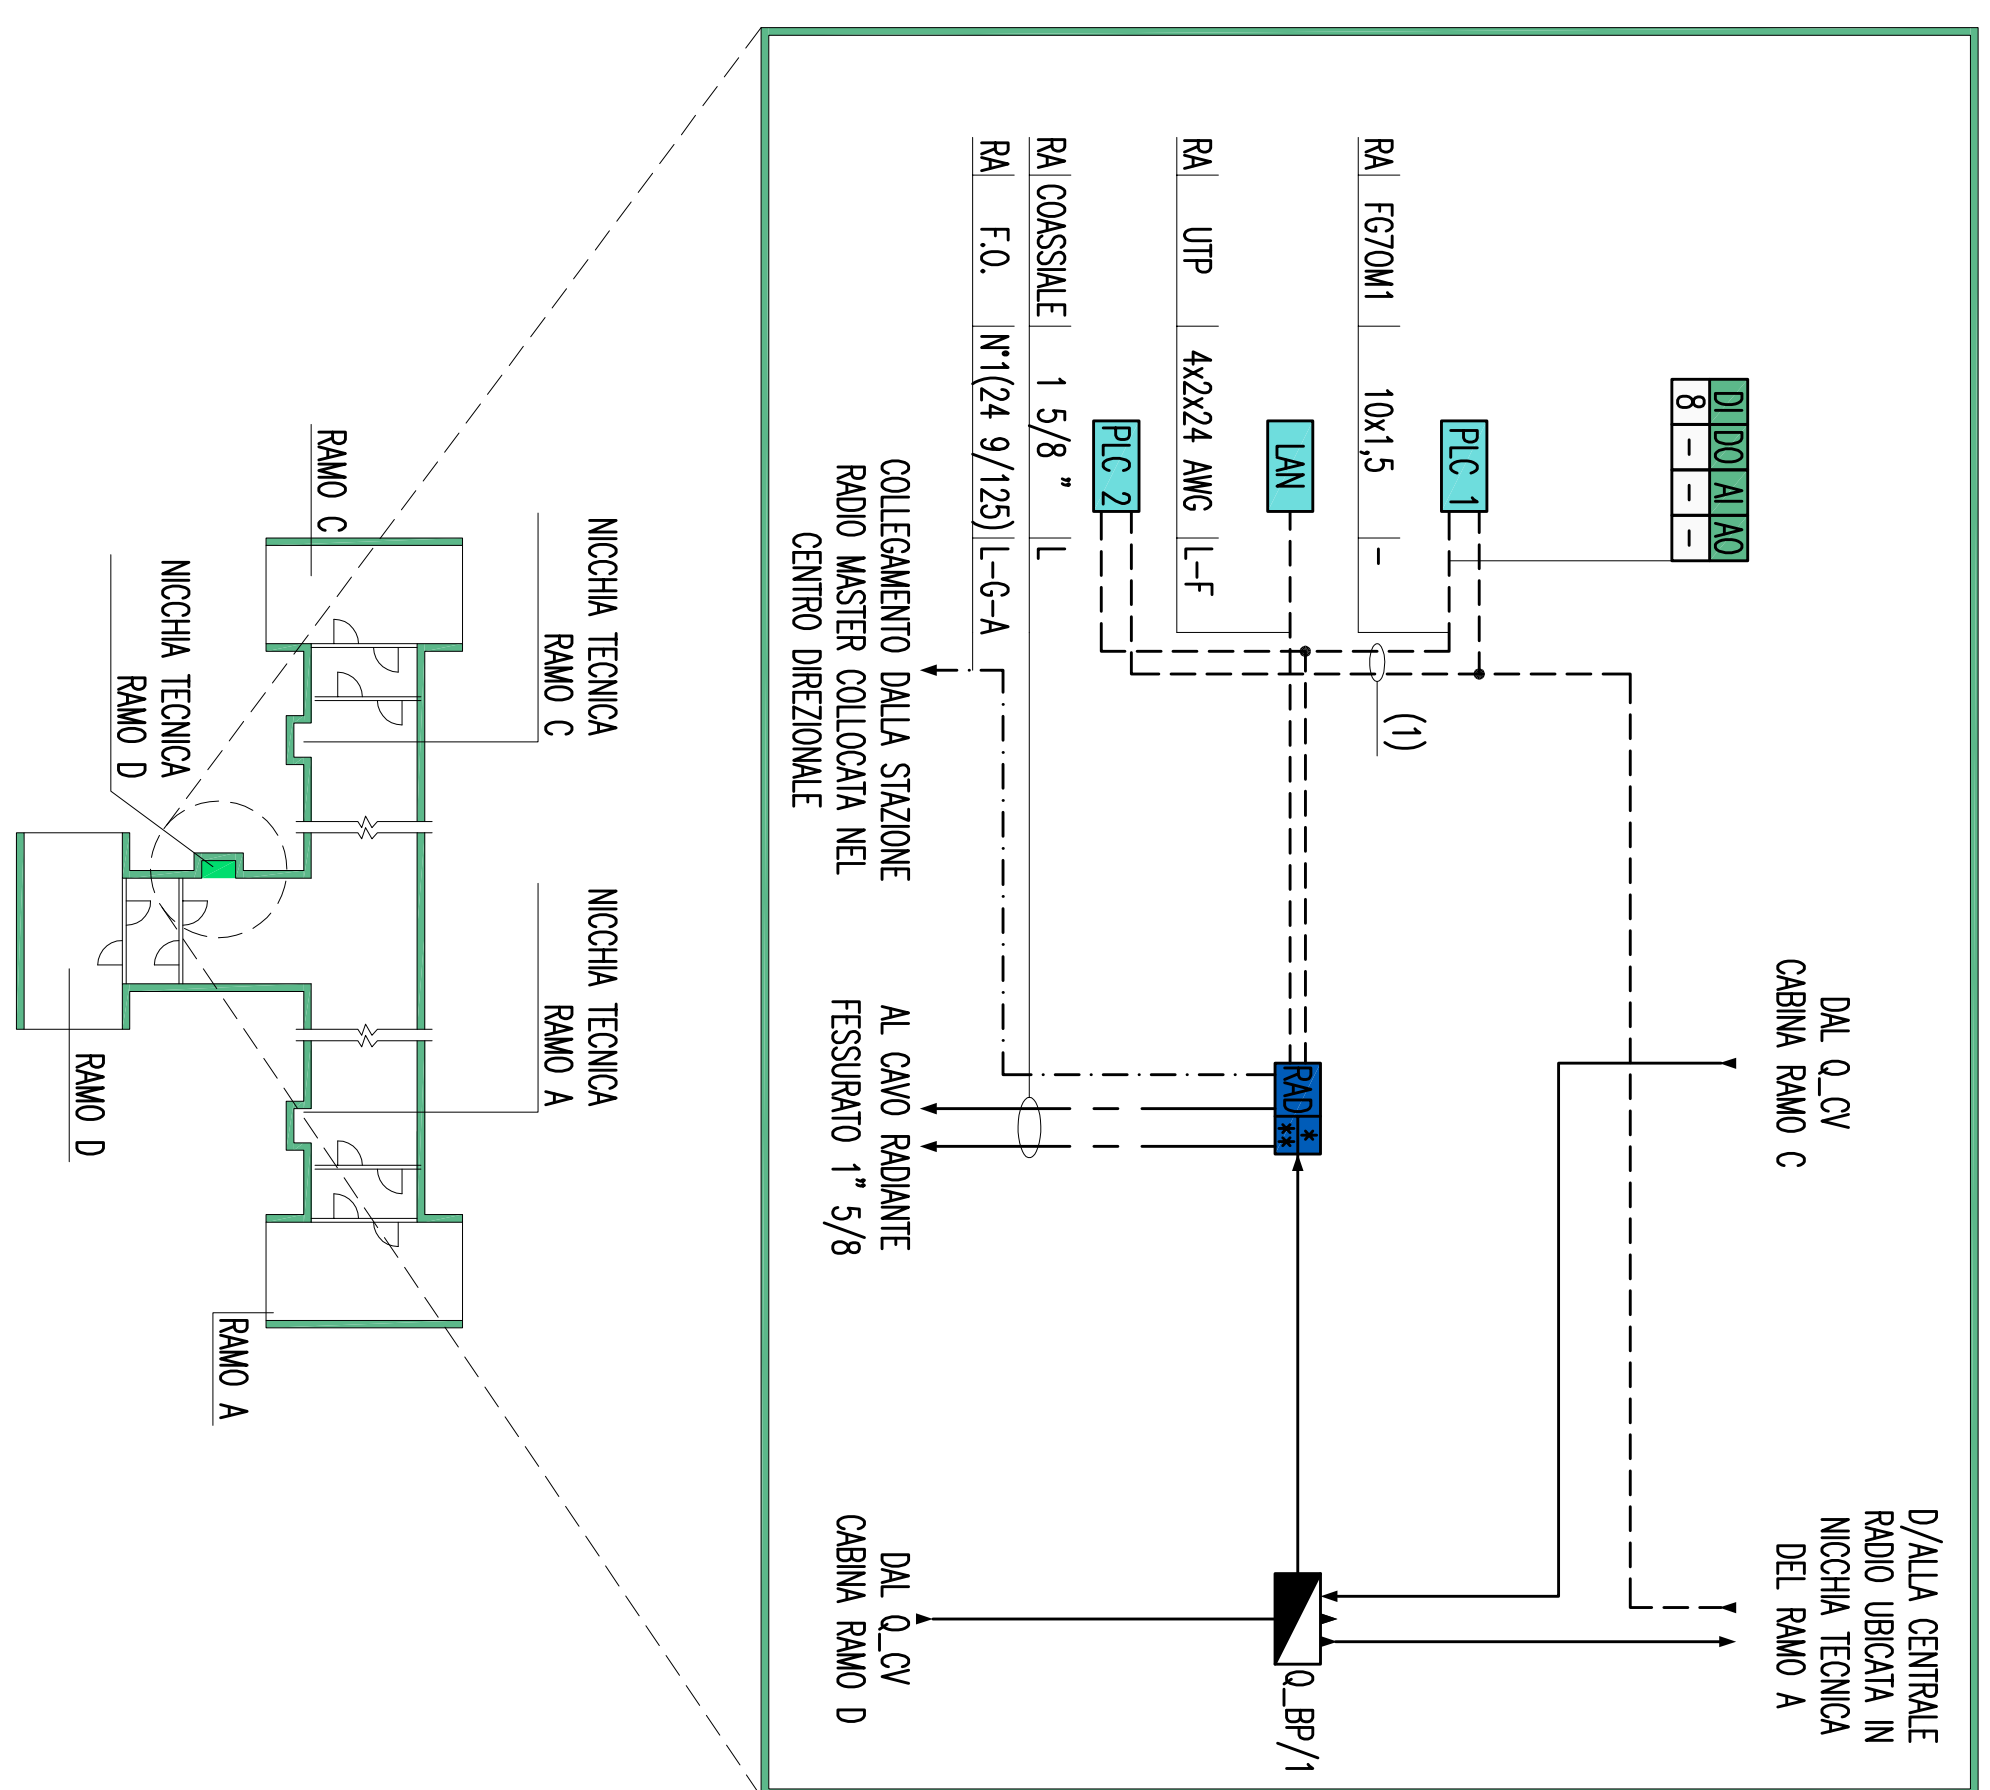 D/ALLA CENTRALE
RADIO UBICATA IN
NICCHIA TECNICA
DEL RAMO A
DAL Q_CV
CABINA RAMO C
DI DO AI AO
8 - - -
PLC 1
LAN
PLC 2
(1)
RA FG7OM1 10x1,5 -
RA UTP 4x2x24 AWG L-F
RA COASSIALE 1 5/8 " L
RA F.O. N°1(24 9/125) L-G-A
RAD * **
Q_BP/1
COLLEGAMENTO DALLA STAZIONE
RADIO MASTER COLLOCATA NEL
CENTRO DIREZIONALE
AL CAVO RADIANTE
FESSURATO 1" 5/8
DAL Q_CV
CABINA RAMO D
NICCHIA TECNICA
RAMO C
NICCHIA TECNICA
RAMO A
RAMO C
RAMO A
NICCHIA TECNICA
RAMO D
RAMO D